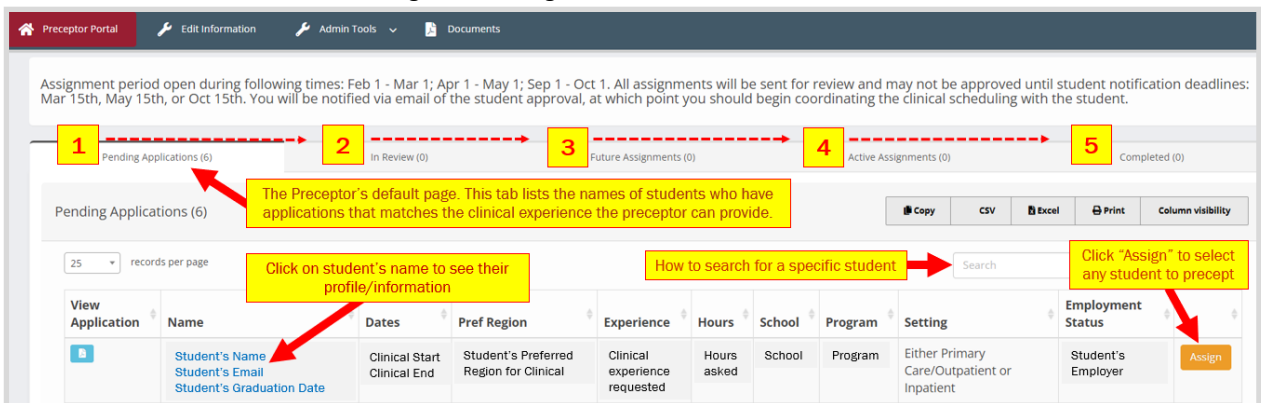 Preceptor Portal Edit Information Admin Tools Documents
Assignment period open during following times: Feb 1 - Mar 1; Apr 1 - May 1; Sep 1 - Oct 1. All assignments will be sent for review and may not be approved until student notification deadlines:
Mar 15th, May 15th, or Oct 15th. You will be notified via email of the student approval, at which point you should begin coordinating the clinical scheduling with the student.
1 2 3 4 5
Pending Applications (6) In Review (0) Future Assignments (0) Active Assignments (0) Completed (0)
The Preceptor's default page. This tab lists the names of students who have
applications that matches the clinical experience the preceptor can provide.
Pending Applications (6)
Copy CSV Excel Print Column visibility
25 records per page
Click on student's name to see their
profile/information
How to search for a specific student
Search
Click "Assign" to select
any student to precept
View
Application Name Dates Pref Region Experience Hours School Program Setting Employment
Status
Student's Name
Student's Email
Student's Graduation Date
Clinical Start
Clinical End
Student's Preferred
Region for Clinical
Clinical
experience
requested
Hours
asked
School
Program
Either Primary
Care/Outpatient or
Inpatient
Student's
Employer
Assign